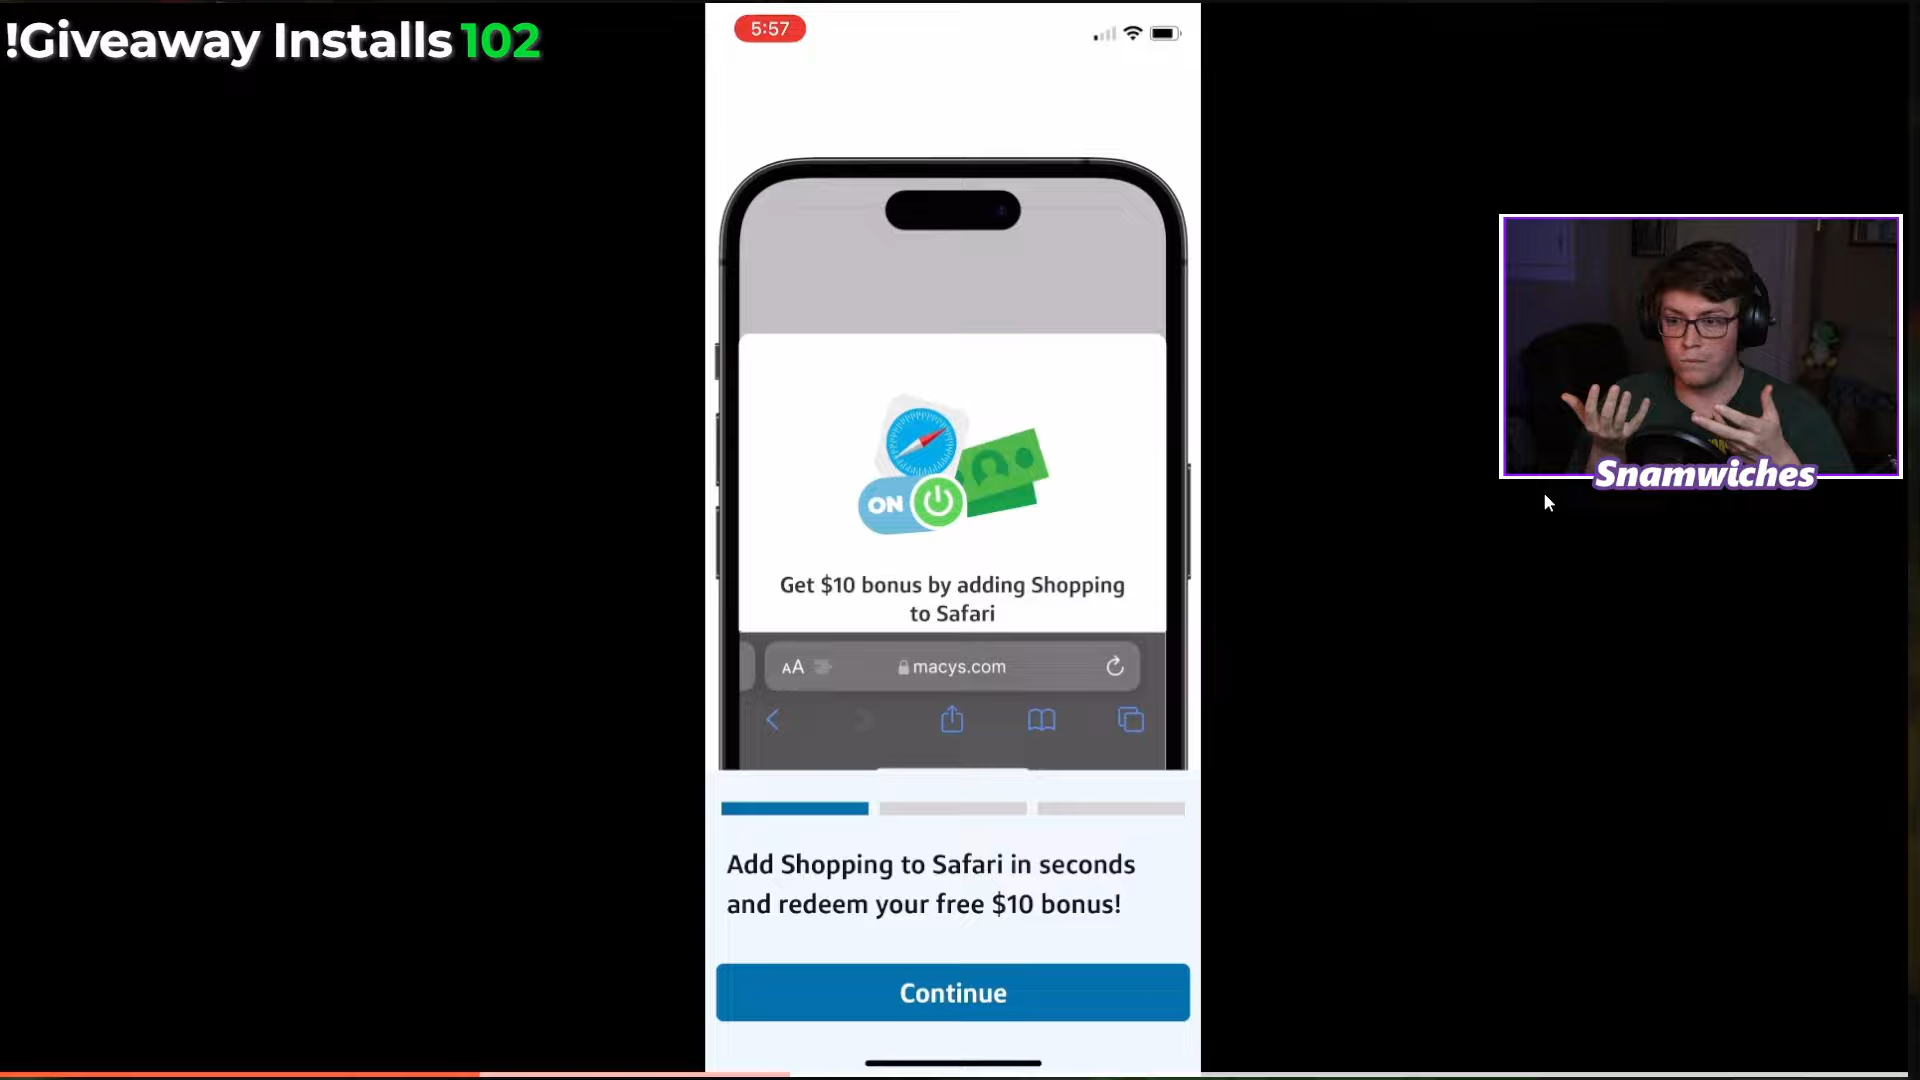 !Giveaway Installs 102
5:57
Snamwiches
ON
Get $10 bonus by adding Shopping
to Safari
AA
macys.com
Add Shopping to Safari in seconds
and redeem your free $10 bonus!
Continue